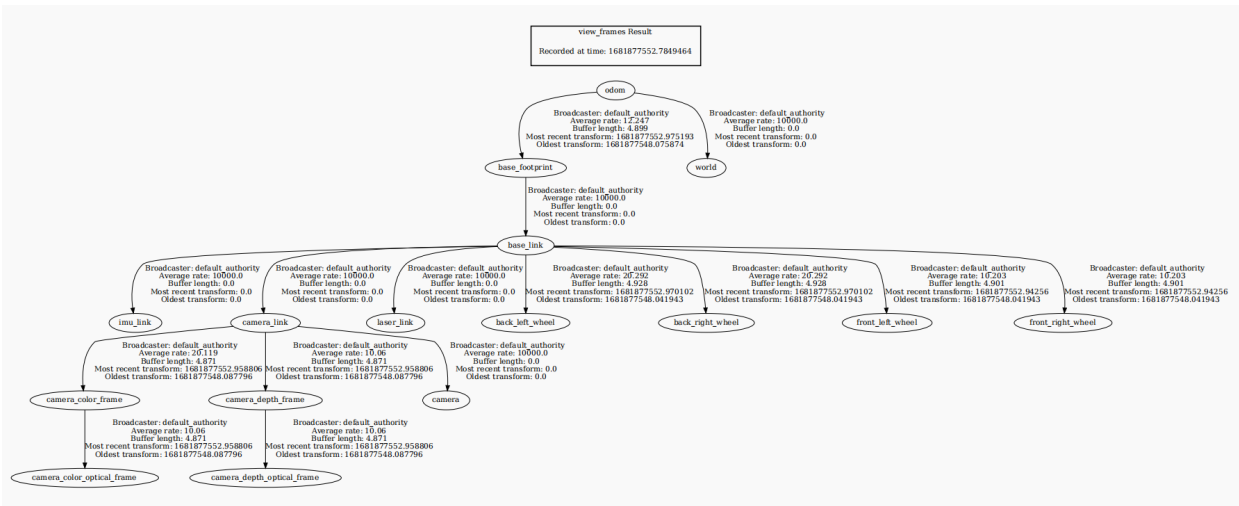 view_frames Result
Recorded at time: 1681877552.7849464
odom
Broadcaster: default_authority
Average rate: 12.247
Buffer length: 4.899
Most recent transform: 1681877552.975193
Oldest transform: 1681877548.075874
Broadcaster: default_authority
Average rate: 10000.0
Buffer length: 0.0
Most recent transform: 0.0
Oldest transform: 0.0
base_footprint
world
Broadcaster: default_authority
Average rate: 10000.0
Buffer length: 0.0
Most recent transform: 0.0
Oldest transform: 0.0
base_link
Broadcaster: default_authority
Average rate: 10000.0
Buffer length: 0.0
Most recent transform: 0.0
Oldest transform: 0.0
Broadcaster: default_authority
Average rate: 10000.0
Buffer length: 0.0
Most recent transform: 0.0
Oldest transform: 0.0
Broadcaster: default_authority
Average rate: 10000.0
Buffer length: 0.0
Most recent transform: 0.0
Oldest transform: 0.0
Broadcaster: default_authority
Average rate: 20.292
Buffer length: 4.928
Most recent transform: 1681877552.970102
Oldest transform: 1681877548.041943
Broadcaster: default_authority
Average rate: 20.292
Buffer length: 4.928
Most recent transform: 1681877552.970102
Oldest transform: 1681877548.041943
Broadcaster: default_authority
Average rate: 10.203
Buffer length: 4.901
Most recent transform: 1681877552.94256
Oldest transform: 1681877548.041943
Broadcaster: default_authority
Average rate: 10.203
Buffer length: 4.901
Most recent transform: 1681877552.94256
Oldest transform: 1681877548.041943
imu_link
camera_link
laser_link
back_left_wheel
back_right_wheel
front_left_wheel
front_right_wheel
Broadcaster: default_authority
Average rate: 20.119
Buffer length: 4.871
Most recent transform: 1681877552.958806
Oldest transform: 1681877548.087796
Broadcaster: default_authority
Average rate: 10.06
Buffer length: 4.871
Most recent transform: 1681877552.958806
Oldest transform: 1681877548.087796
Broadcaster: default_authority
Average rate: 10000.0
Buffer length: 0.0
Most recent transform: 0.0
Oldest transform: 0.0
camera_color_frame
camera_depth_frame
camera
Broadcaster: default_authority
Average rate: 10.06
Buffer length: 4.871
Most recent transform: 1681877552.958806
Oldest transform: 1681877548.087796
Broadcaster: default_authority
Average rate: 10.06
Buffer length: 4.871
Most recent transform: 1681877552.958806
Oldest transform: 1681877548.087796
camera_color_optical_frame
camera_depth_optical_frame